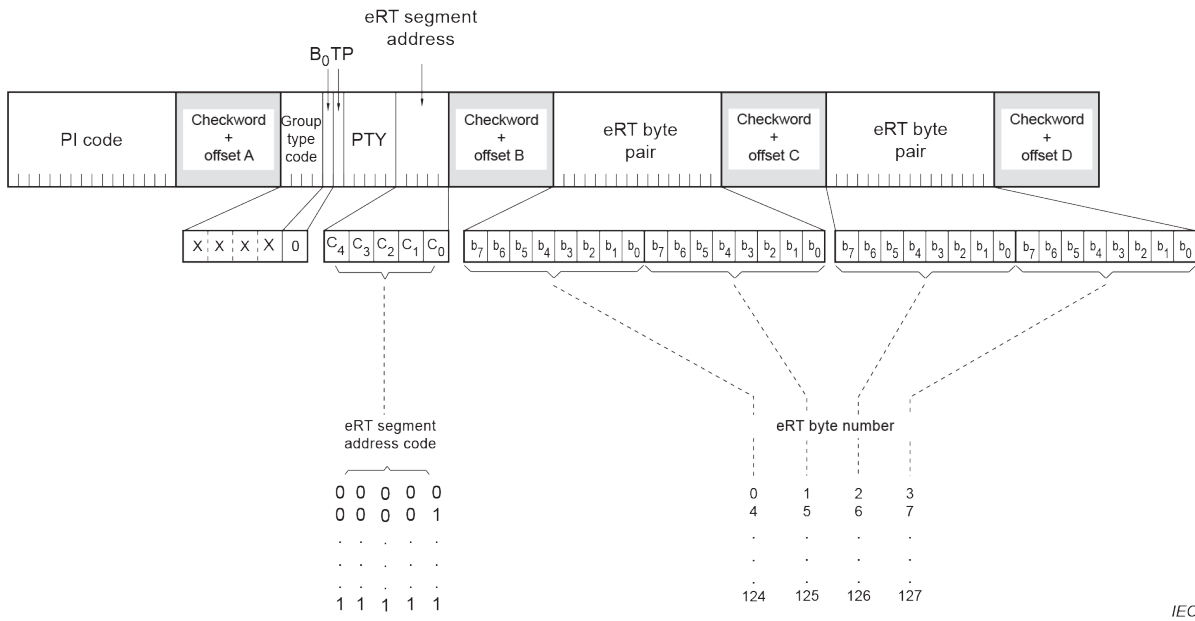 eRT segment
address
B0 TP
PI code
Checkword
+
offset A
Group
type
code
PTY
Checkword
+
offset B
eRT byte
pair
Checkword
+
offset C
eRT byte
pair
Checkword
+
offset D
X X X X 0
C4 C3 C2 C1 C0
b7 b6 b5 b4 b3 b2 b1 b0 b7 b6 b5 b4 b3 b2 b1 b0
b7 b6 b5 b4 b3 b2 b1 b0 b7 b6 b5 b4 b3 b2 b1 b0
eRT segment
address code
eRT byte number
0 0 0 0 0
0 0 0 0 1
. . . . .
. . . . .
. . . . .
1 1 1 1 1
0 1 2 3
4 5 6 7
. . . .
. . . .
. . . .
124 125 126 127
IEC